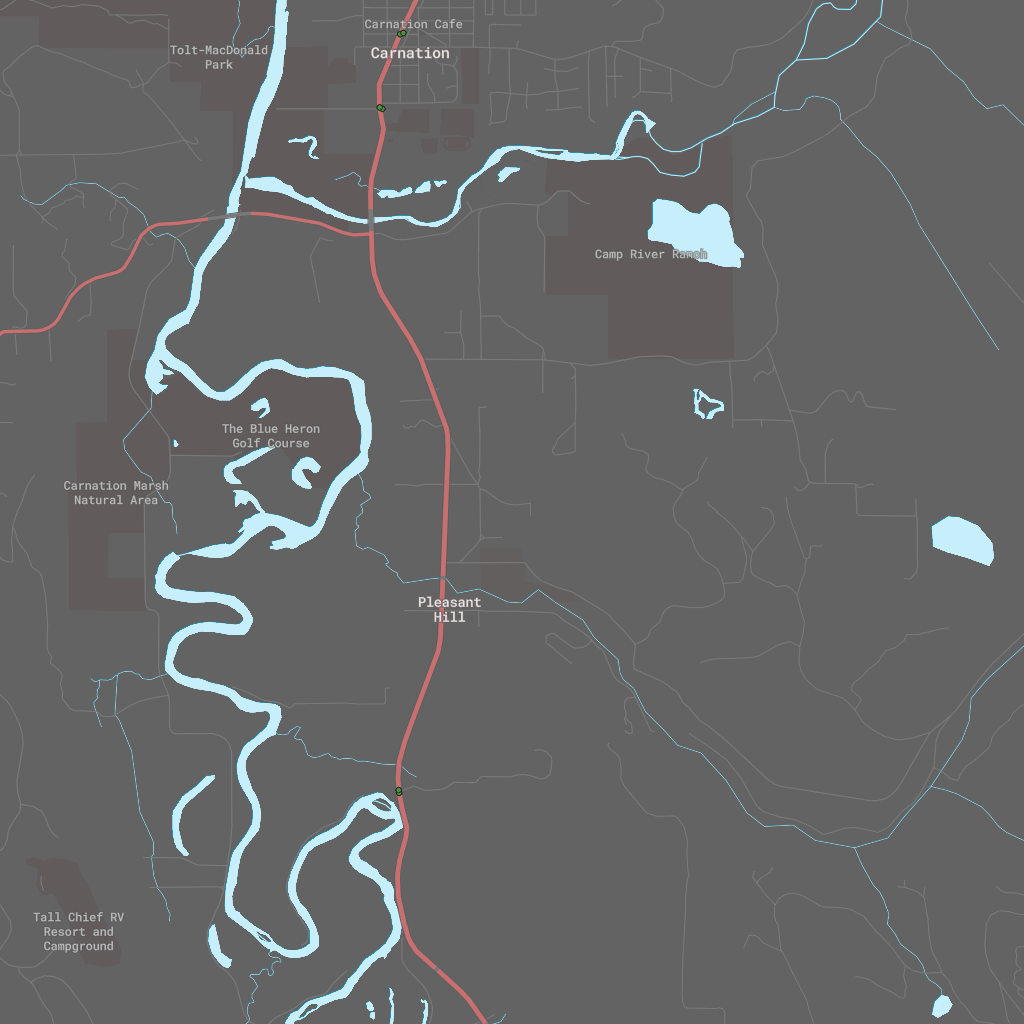 Carnation Cafe
Tolt-MacDonald
Park
Carnation
Camp River Ranch
The Blue Heron
Golf Course
Carnation Marsh
Natural Area
Pleasant
Hill
Tall Chief RV
Resort and
Campground